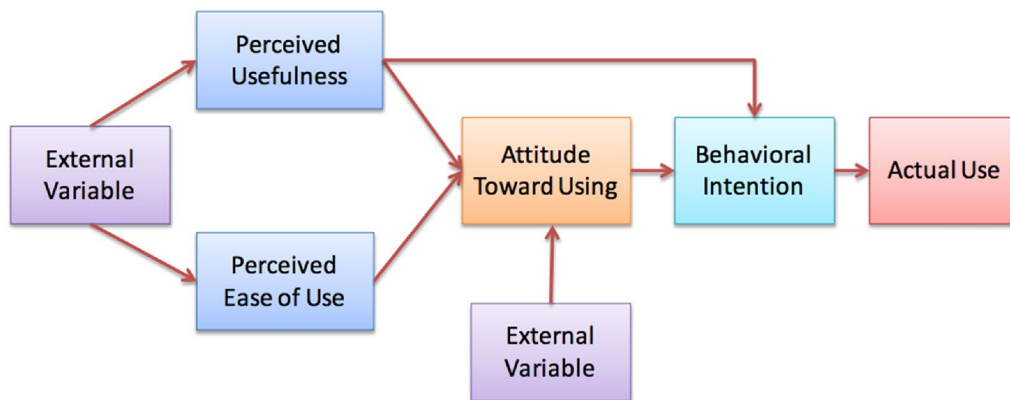 Perceived
Usefulness
External
Variable
Attitude
Toward Using
Behavioral
Intention
Actual Use
Perceived
Ease of Use
External
Variable